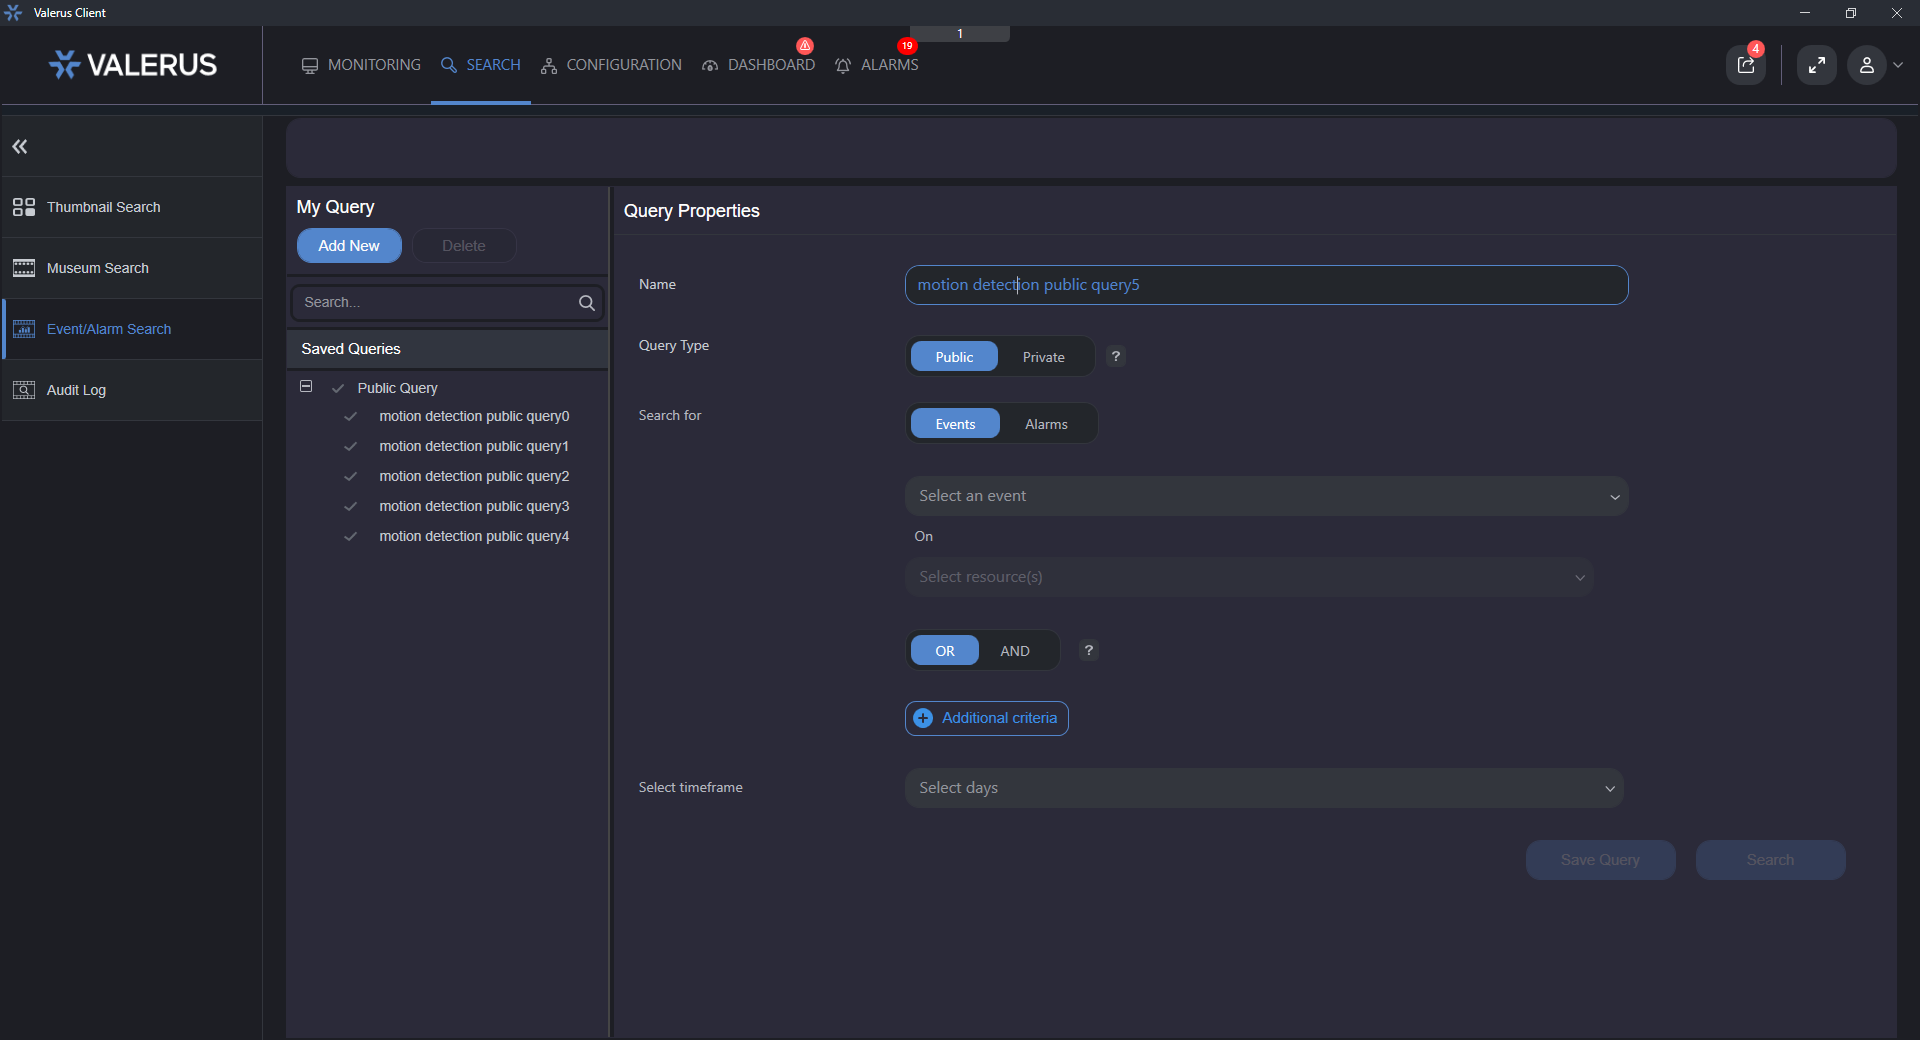 Valerus Client
VALERUS
MONITORING
SEARCH
CONFIGURATION
DASHBOARD
ALARMS
19
1
4
Thumbnail Search
Museum Search
Event/Alarm Search
Audit Log
My Query
Add New
Delete
Search...
Saved Queries
Public Query
motion detection public query0
motion detection public query1
motion detection public query2
motion detection public query3
motion detection public query4
Query Properties
Name
motion detection public query5
Query Type
Public
Private
?
Search for
Events
Alarms
Select an event
On
Select resource(s)
OR
AND
?
Additional criteria
Select timeframe
Select days
Save Query
Search